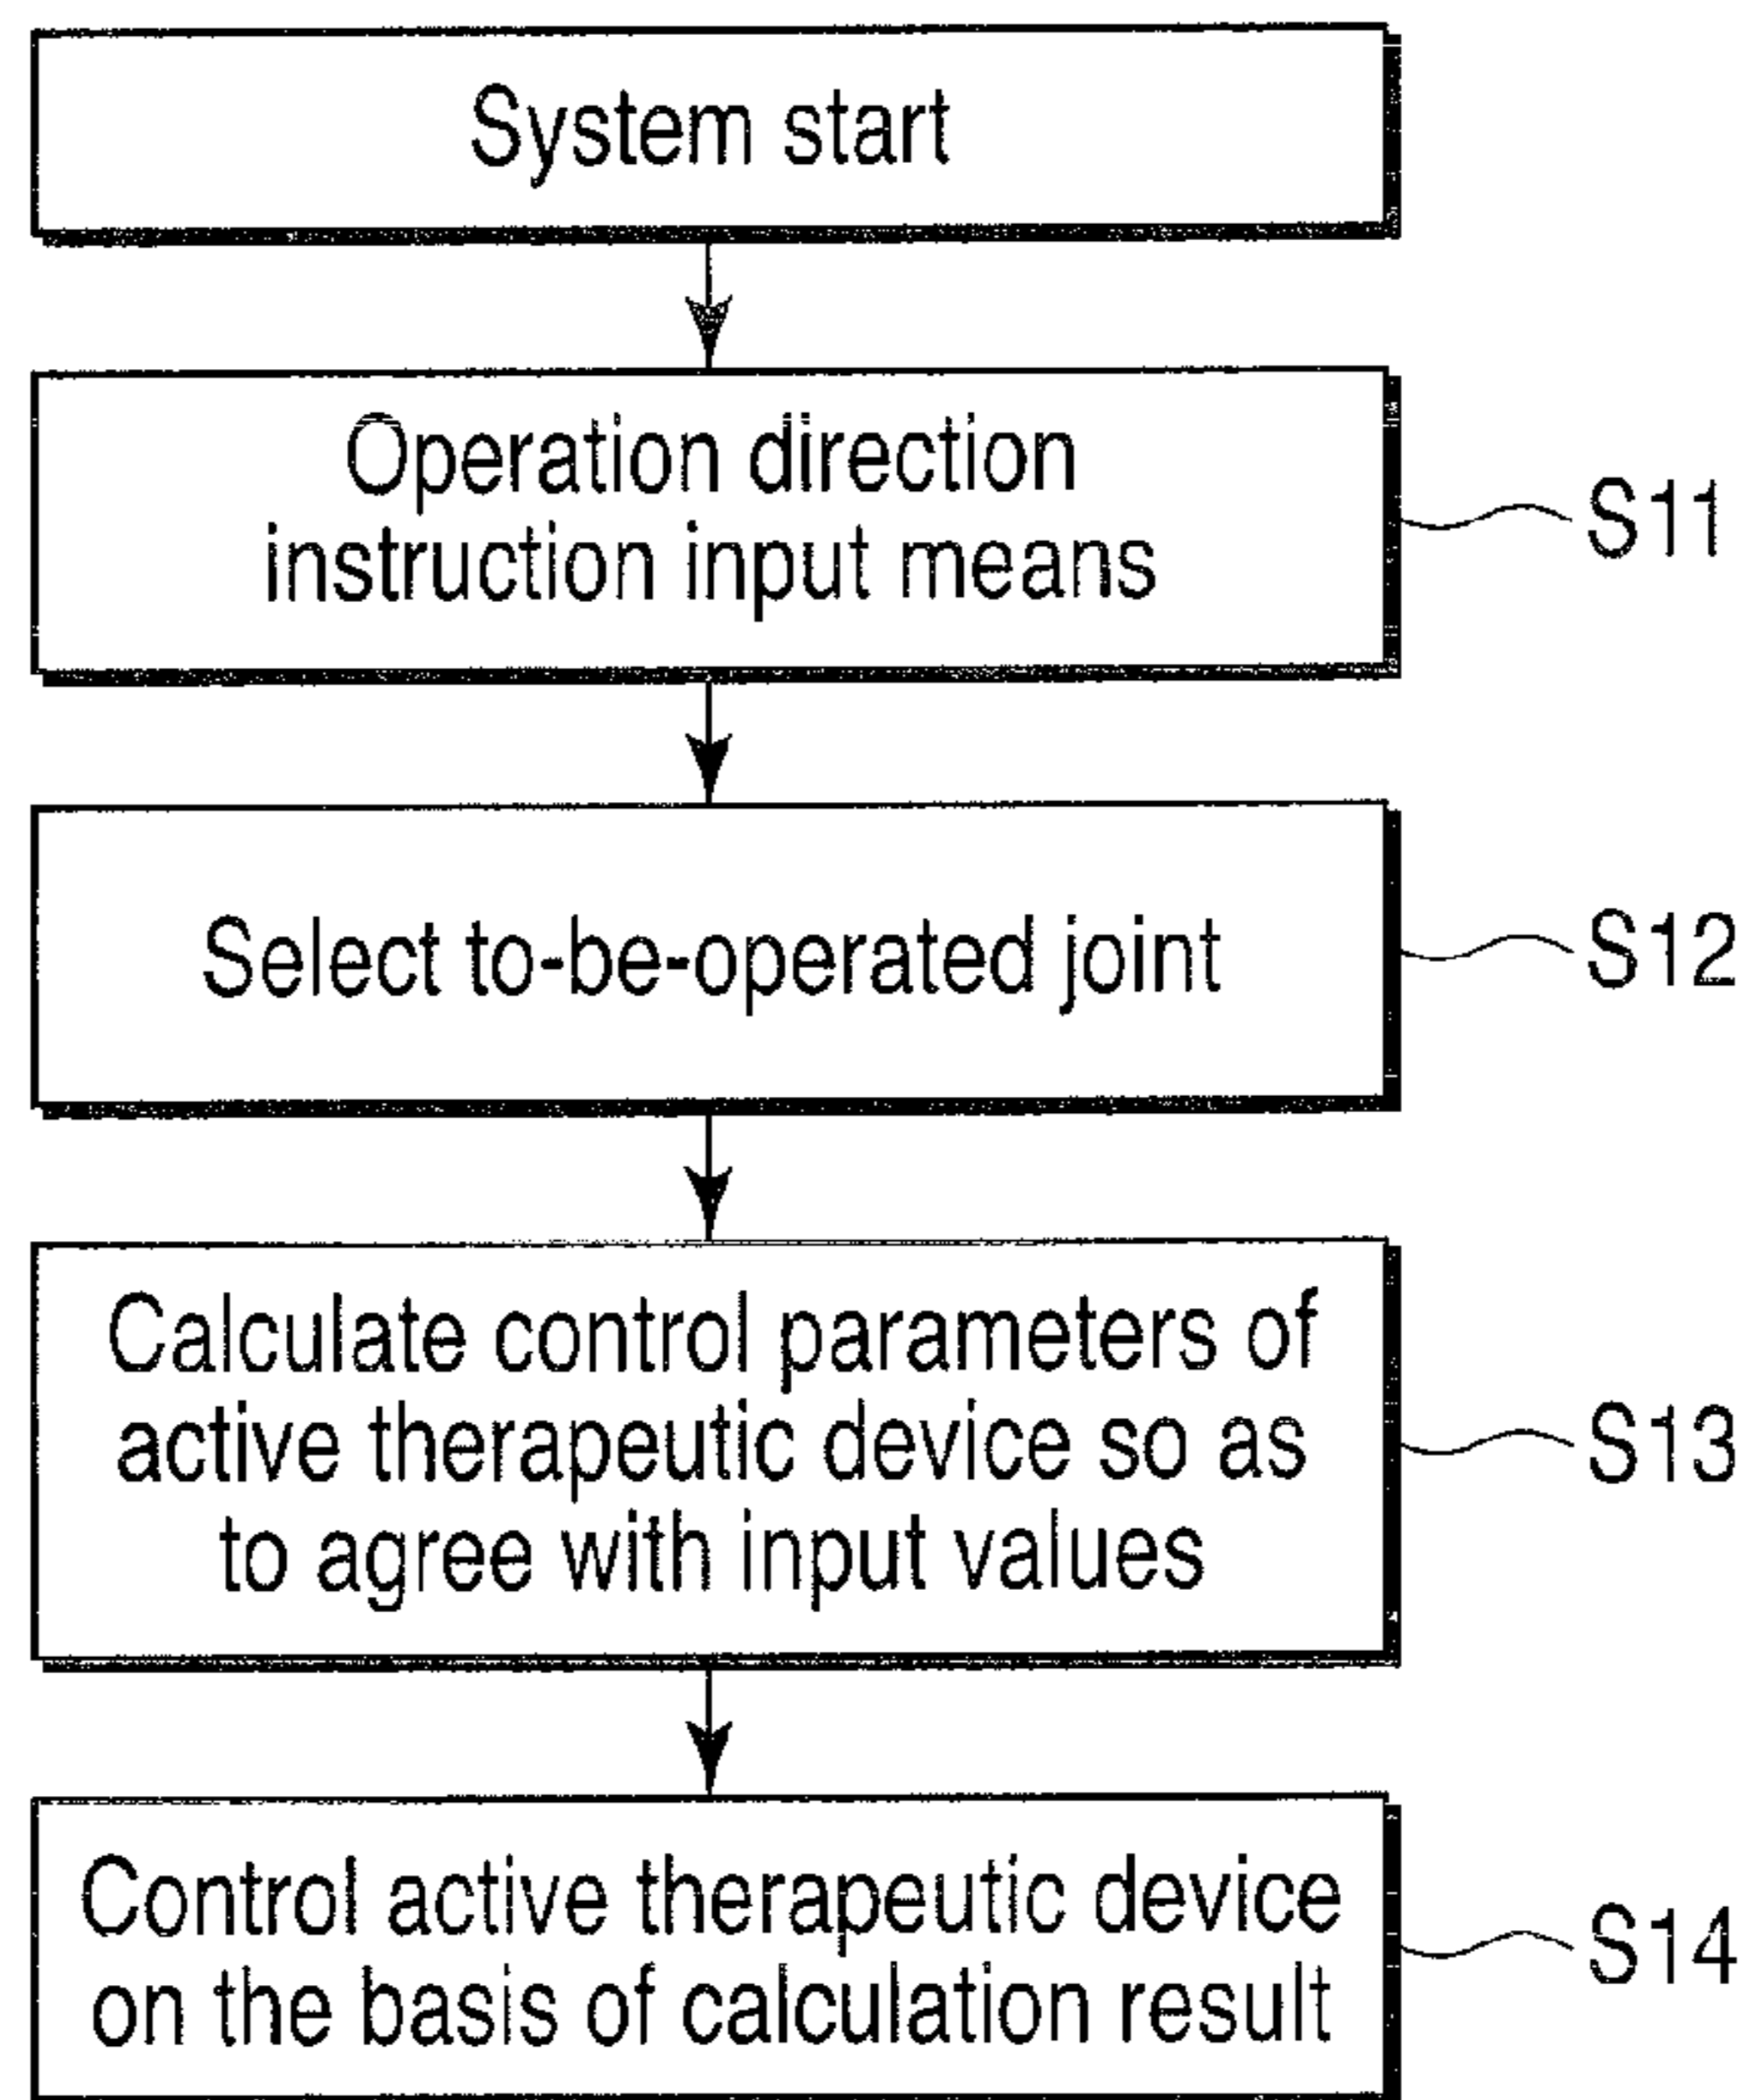 System start
Operation direction
instruction input means
S11
Select to-be-operated joint
S12
Calculate control parameters of
active therapeutic device so as
to agree with input values
S13
Control active therapeutic device
on the basis of calculation result
S14